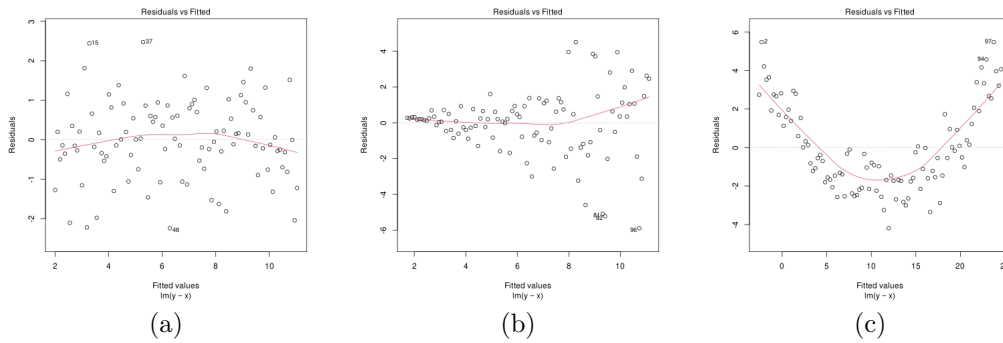 Residuals vs Fitted
Residuals
3
2
1
0
-1
-2
15
37
48
2 4 6 8 10
Fitted values
lm(y ~ x)
(a)
Residuals vs Fitted
Residuals
4
2
0
-2
-4
-6
96
2 4 6 8 10
Fitted values
lm(y ~ x)
(b)
Residuals vs Fitted
Residuals
6
4
2
0
-2
-4
2
97
94
0 5 10 15 20 24
Fitted values
lm(y ~ x)
(c)